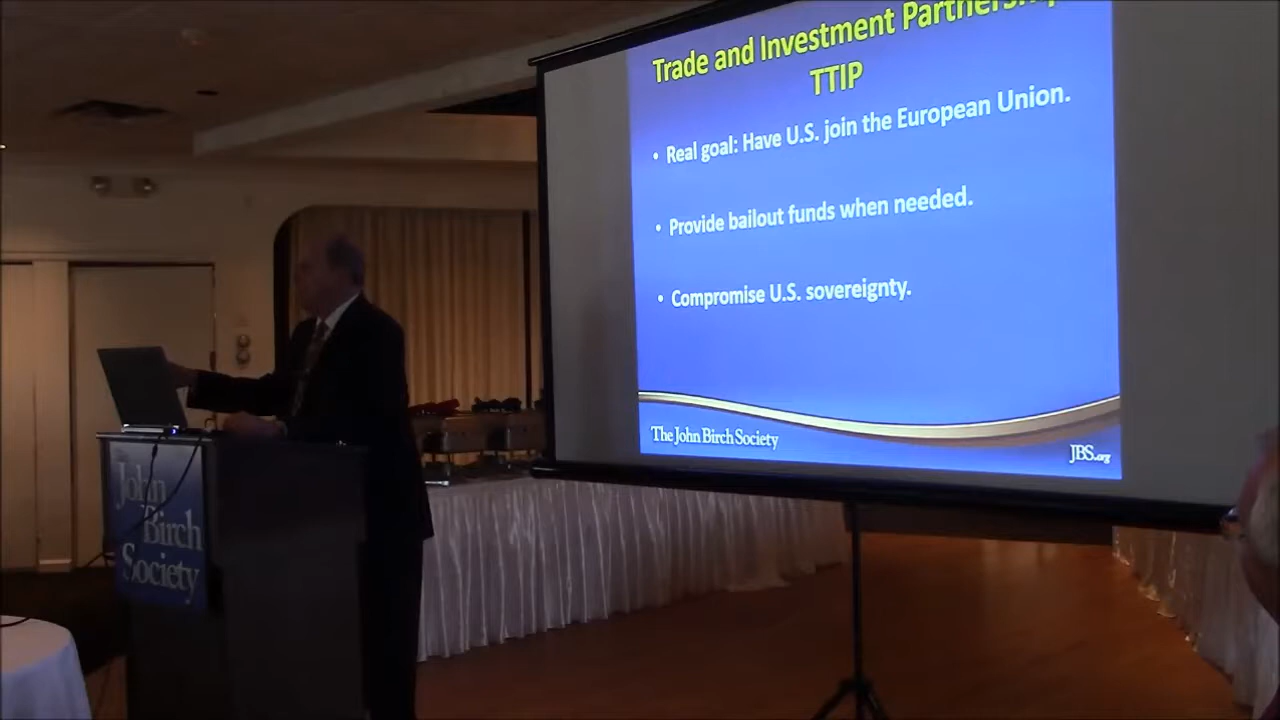 Trade and Investment Partnership
TTIP
• Real goal: Have U.S. join the European Union.
• Provide bailout funds when needed.
• Compromise U.S. sovereignty.
The John Birch Society
JBS.org
The
John
Birch
Society